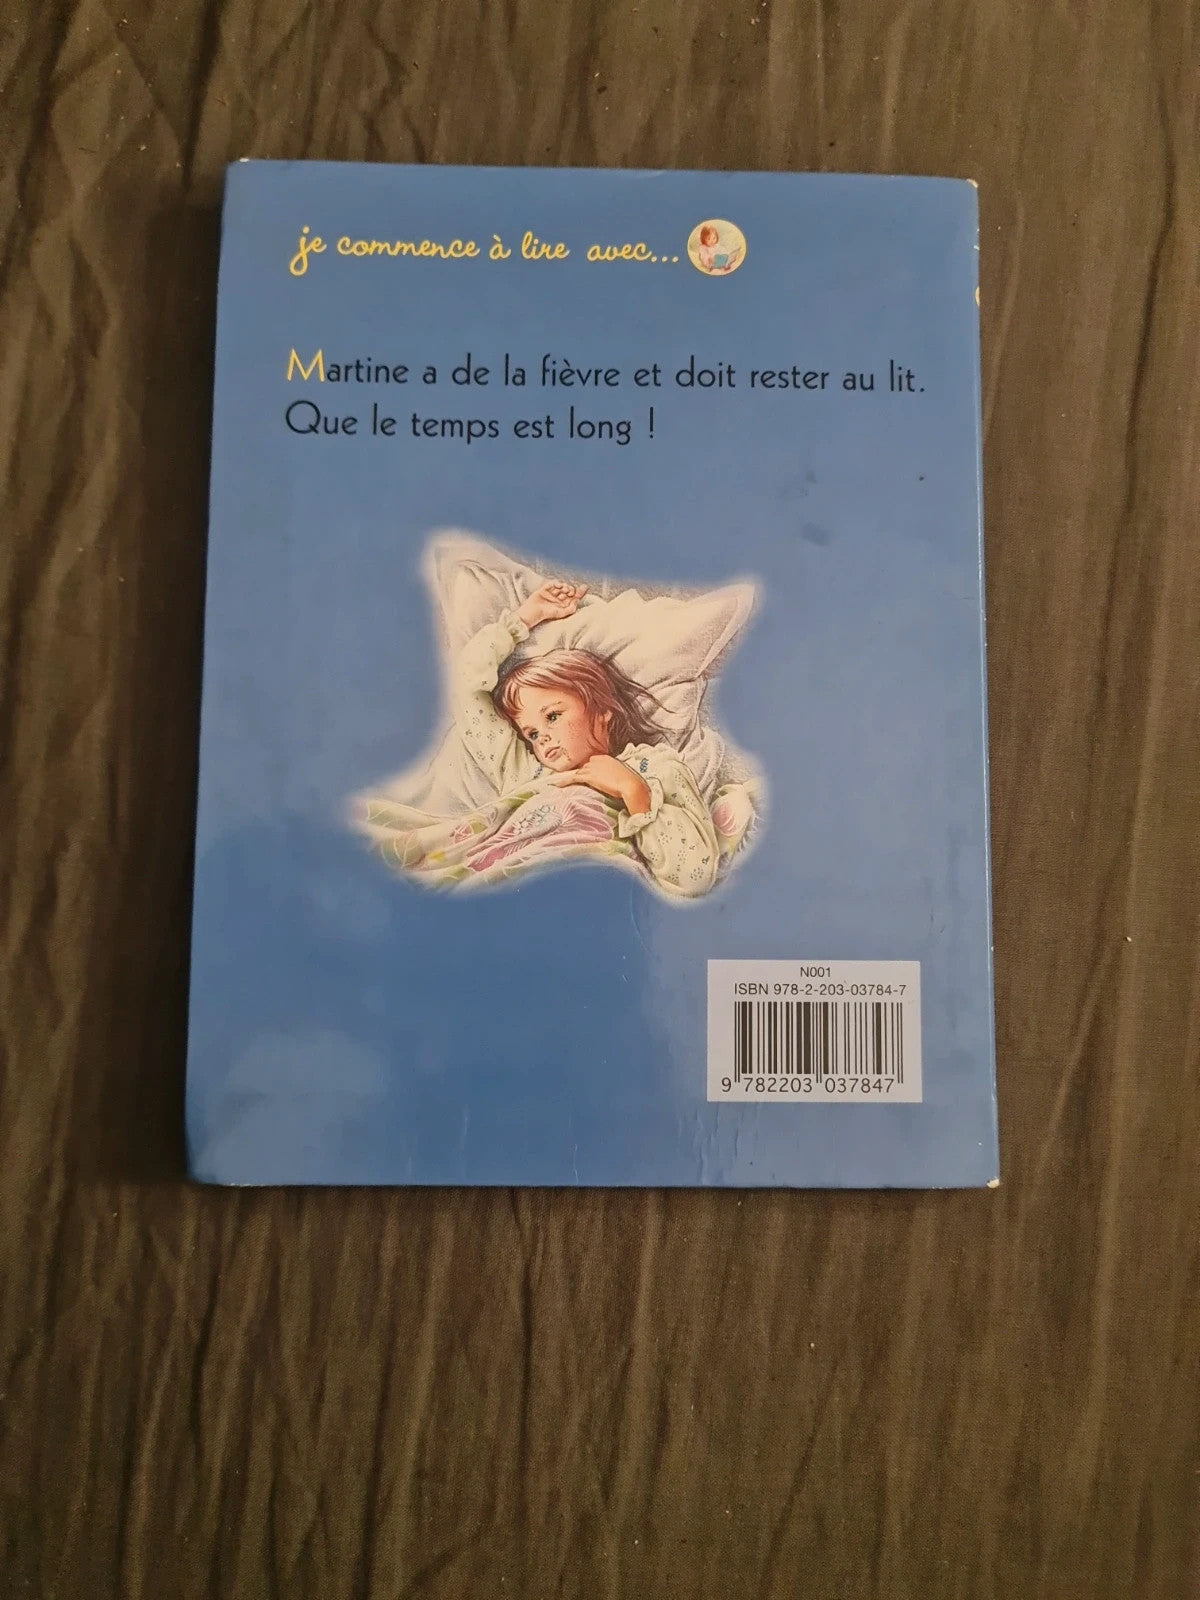 je commence à lire avec...
Martine a de la fièvre et doit rester au lit.
Que le temps est long !
N001
ISBN 978-2-203-03784-7
9 782203 037847